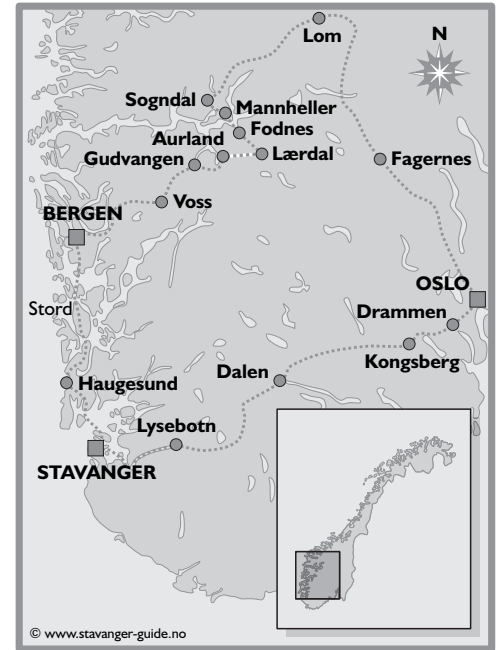 Lom
N
Sogndal
Mannheller
Fodnes
Aurland
Lærdal
Gudvangen
Fagernes
Voss
BERGEN
OSLO
Stord
Drammen
Kongsberg
Dalen
Haugesund
Lysebotn
STAVANGER
© www.stavanger-guide.no